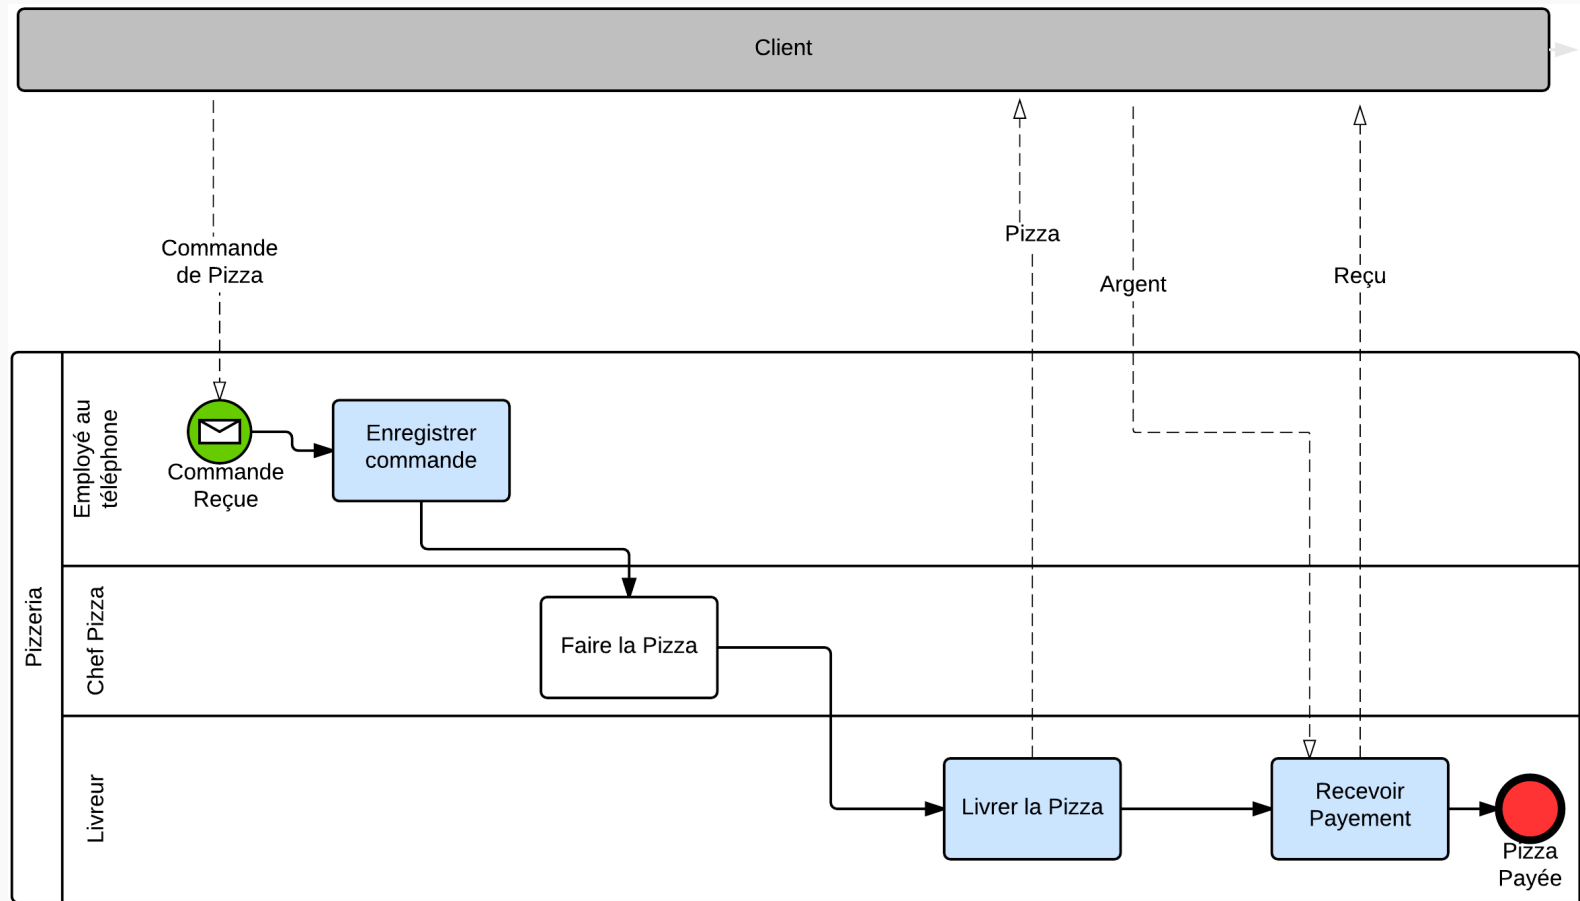 Client
Commande
de Pizza
Pizza
Argent
Reçu
Pizzeria
Employé au
téléphone
Commande
Reçue
Enregistrer
commande
Chef Pizza
Faire la Pizza
Livreur
Livrer la Pizza
Recevoir
Payement
Pizza
Payée